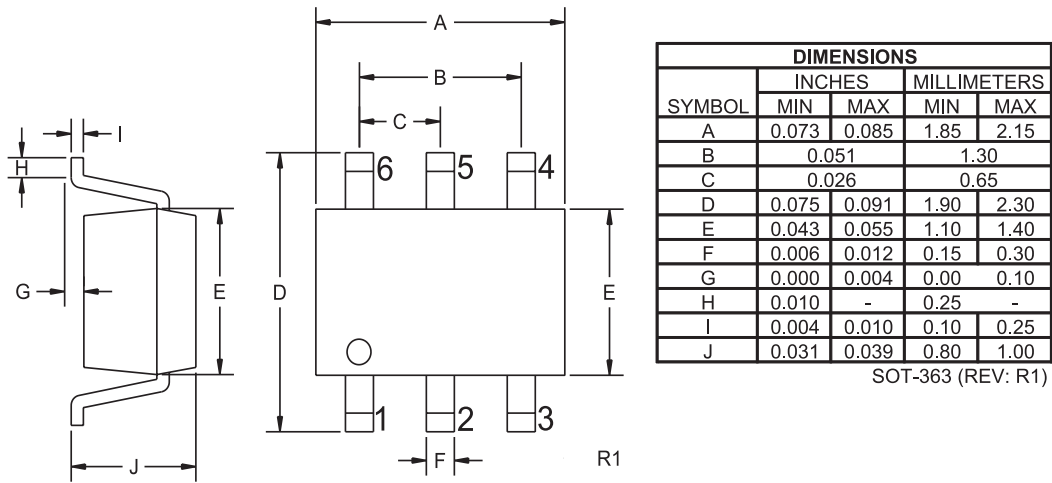 A
B
C
I
H
6 5 4
G
E
D
E
1 2 3
J
F
R1
DIMENSIONS
INCHES MILLIMETERS
SYMBOL MIN MAX MIN MAX
A 0.073 0.085 1.85 2.15
B 0.051 1.30
C 0.026 0.65
D 0.075 0.091 1.90 2.30
E 0.043 0.055 1.10 1.40
F 0.006 0.012 0.15 0.30
G 0.000 0.004 0.00 0.10
H 0.010 - 0.25 -
I 0.004 0.010 0.10 0.25
J 0.031 0.039 0.80 1.00
SOT-363 (REV: R1)